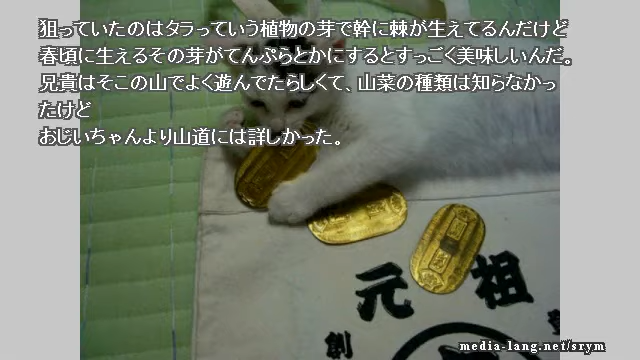 狙っていたのはタラっていう植物の芽で幹に棘が生えてるんだけど
春頃に生えるその芽がてんぷらとかにするとすっごく美味しいんだ。
兄貴はそこの山でよく遊んでたらしくて、山菜の種類は知らなかっ
たけど
おじいちゃんより山道には詳しかった。
元祖
創
media-lang.net/srym